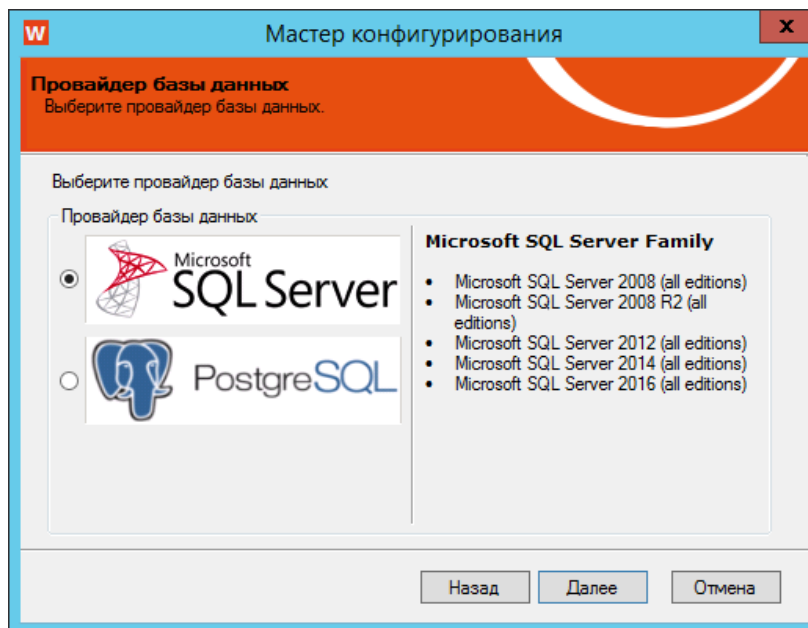 W
Мастер конфигурирования
x
Провайдер базы данных
Выберите провайдер базы данных.
Выберите провайдер базы данных
Провайдер базы данных
Microsoft
SQL Server
PostgreSQL
Microsoft SQL Server Family
• Microsoft SQL Server 2008 (all editions)
• Microsoft SQL Server 2008 R2 (all
editions)
• Microsoft SQL Server 2012 (all editions)
• Microsoft SQL Server 2014 (all editions)
• Microsoft SQL Server 2016 (all editions)
Назад
Далее
Отмена